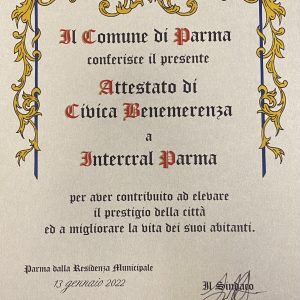 Il Comune di Parma
conferisce il presente
Attestato di
Civica Benemerenza
a
Intercral Parma
per aver contribuito ad elevare
il prestigio della città
ed a migliorare la vita dei suoi abitanti.
Parma dalla Residenza Municipale
13 gennaio 2022
Il Sindaco